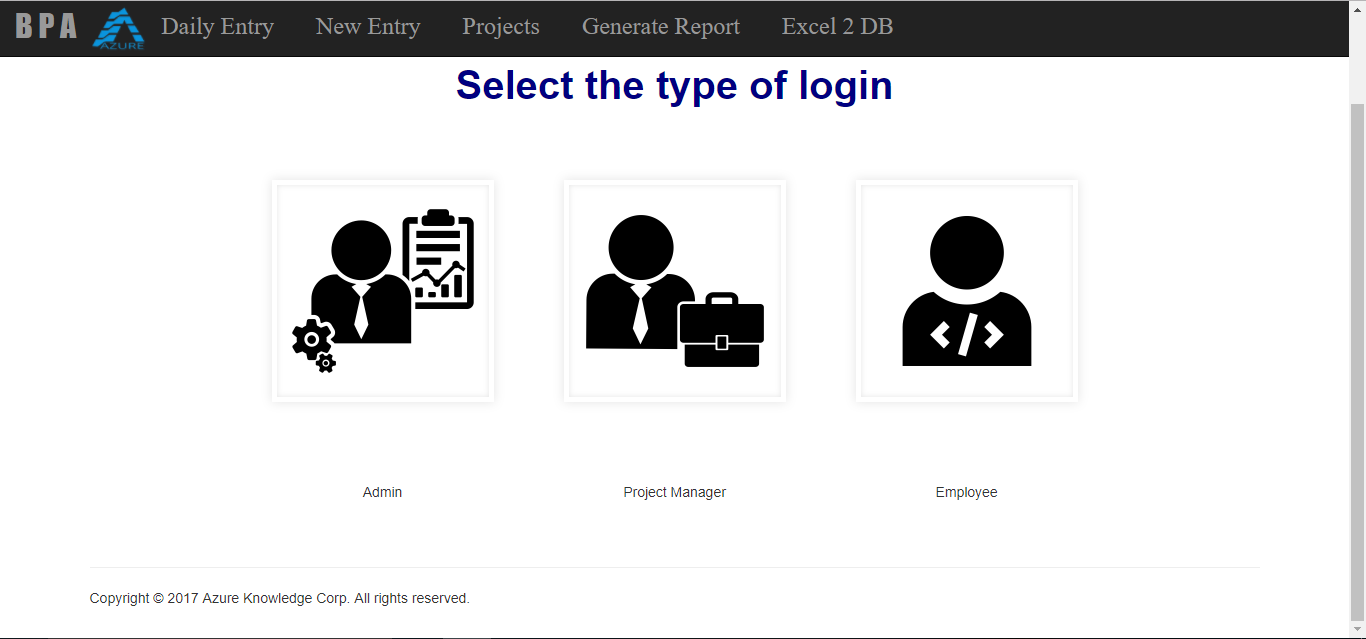 BPA AZURE Daily Entry New Entry Projects Generate Report Excel 2 DB
Select the type of login
Admin Project Manager Employee
Copyright © 2017 Azure Knowledge Corp. All rights reserved.